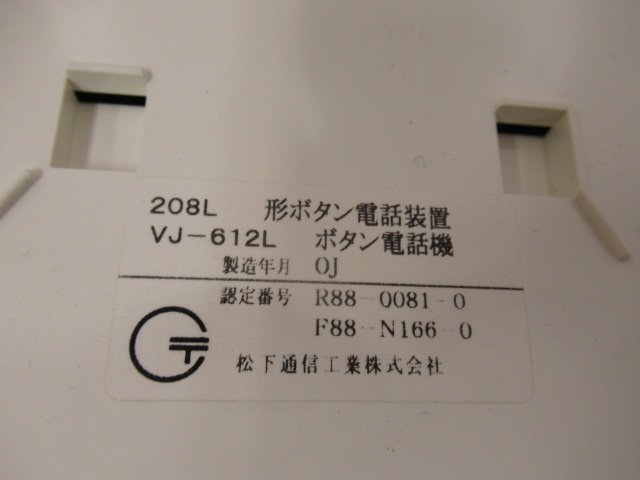 208L 形ボタン電話装置
VJ-612L ボタン電話機
製造年月 0J
認定番号 R88-0081-0
F88-N166-0
松下通信工業株式会社